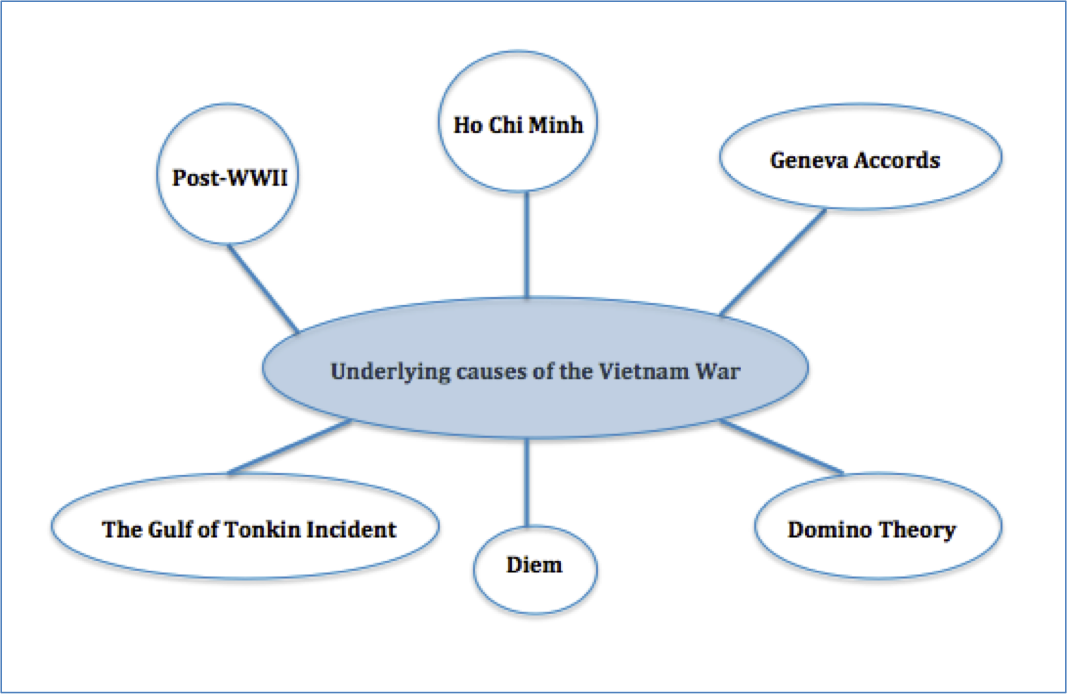 Ho Chi Minh
Geneva Accords
Post-WWII
Underlying causes of the Vietnam War
The Gulf of Tonkin Incident
Domino Theory
Diem